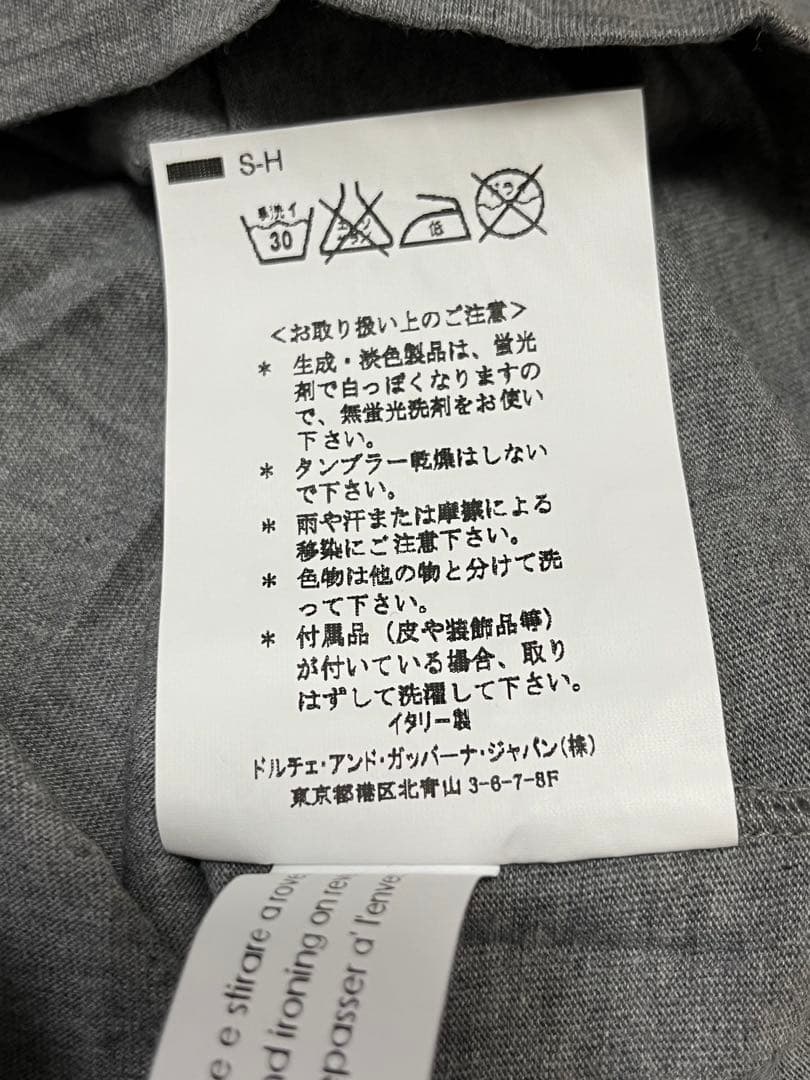 S-H
弱洗イ
30
エンソ
サラシ
低
ドライ
<お取り扱い上のご注意>
* 生成・淡色製品は、蛍光
剤で白っぽくなりますの
で、無蛍光洗剤をお使い
下さい。
* タンブラー乾燥はしない
で下さい。
* 雨や汗または摩擦による
移染にご注意下さい。
* 色物は他の物と分けて洗
って下さい。
* 付属品（皮や装飾品等）
が付いている場合、取り
はずして洗濯して下さい。
イタリー製
ドルチェ・アンド・ガッバーナ・ジャパン(株)
東京都港区北青山 3-6-7-8F
e stirare a
ironing on